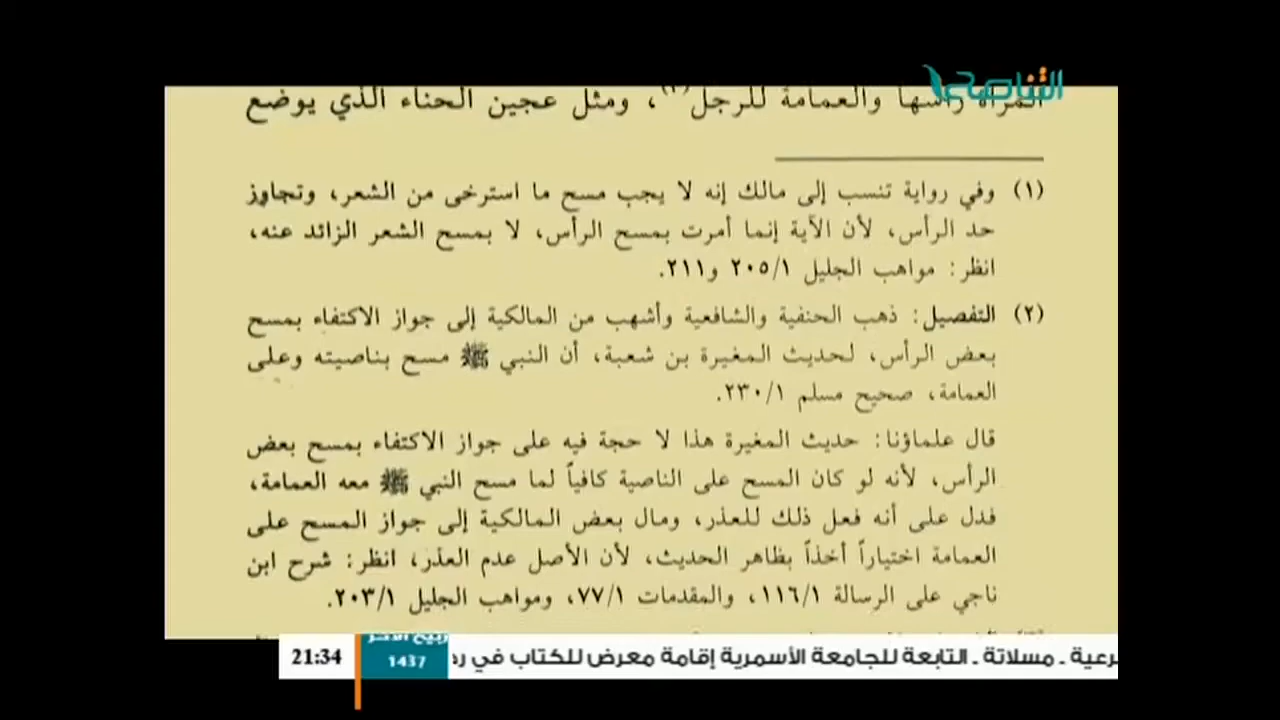 التناصح
المرأة رأسها والعمامة للرجل(٢)، ومثل عجين الحناء الذي يوضع
(١) وفي رواية تنسب إلى مالك إنه لا يجب مسح ما استرخى من الشعر، وتجاوز
حد الرأس، لأن الآية إنما أمرت بمسح الرأس، لا بمسح الشعر الزائد عنه،
انظر: مواهب الجليل ٢٠٥/١ و٢١١.
(٢) التفصيل: ذهب الحنفية والشافعية وأشهب من المالكية إلى جواز الاكتفاء بمسح
بعض الرأس، لحديث المغيرة بن شعبة، أن النبي ﷺ مسح بناصيته وعلى
العمامة، صحيح مسلم ٢٣٠/١.
قال علماؤنا: حديث المغيرة هذا لا حجة فيه على جواز الاكتفاء بمسح بعض
الرأس، لأنه لو كان المسح على الناصية كافياً لما مسح النبي ﷺ معه العمامة،
فدل على أنه فعل ذلك للعذر، ومال بعض المالكية إلى جواز المسح على
العمامة اختياراً أخذاً بظاهر الحديث، لأن الأصل عدم العذر، انظر: شرح ابن
ناجي على الرسالة ١١٦/١، والمقدمات ٧٧/١، ومواهب الجليل ٢٠٣/١.
رعية ـ مسلاتة ـ التابعة للجامعة الأسمرية إقامة معرض للكتاب في
ربيع الآخر
1437
21:34